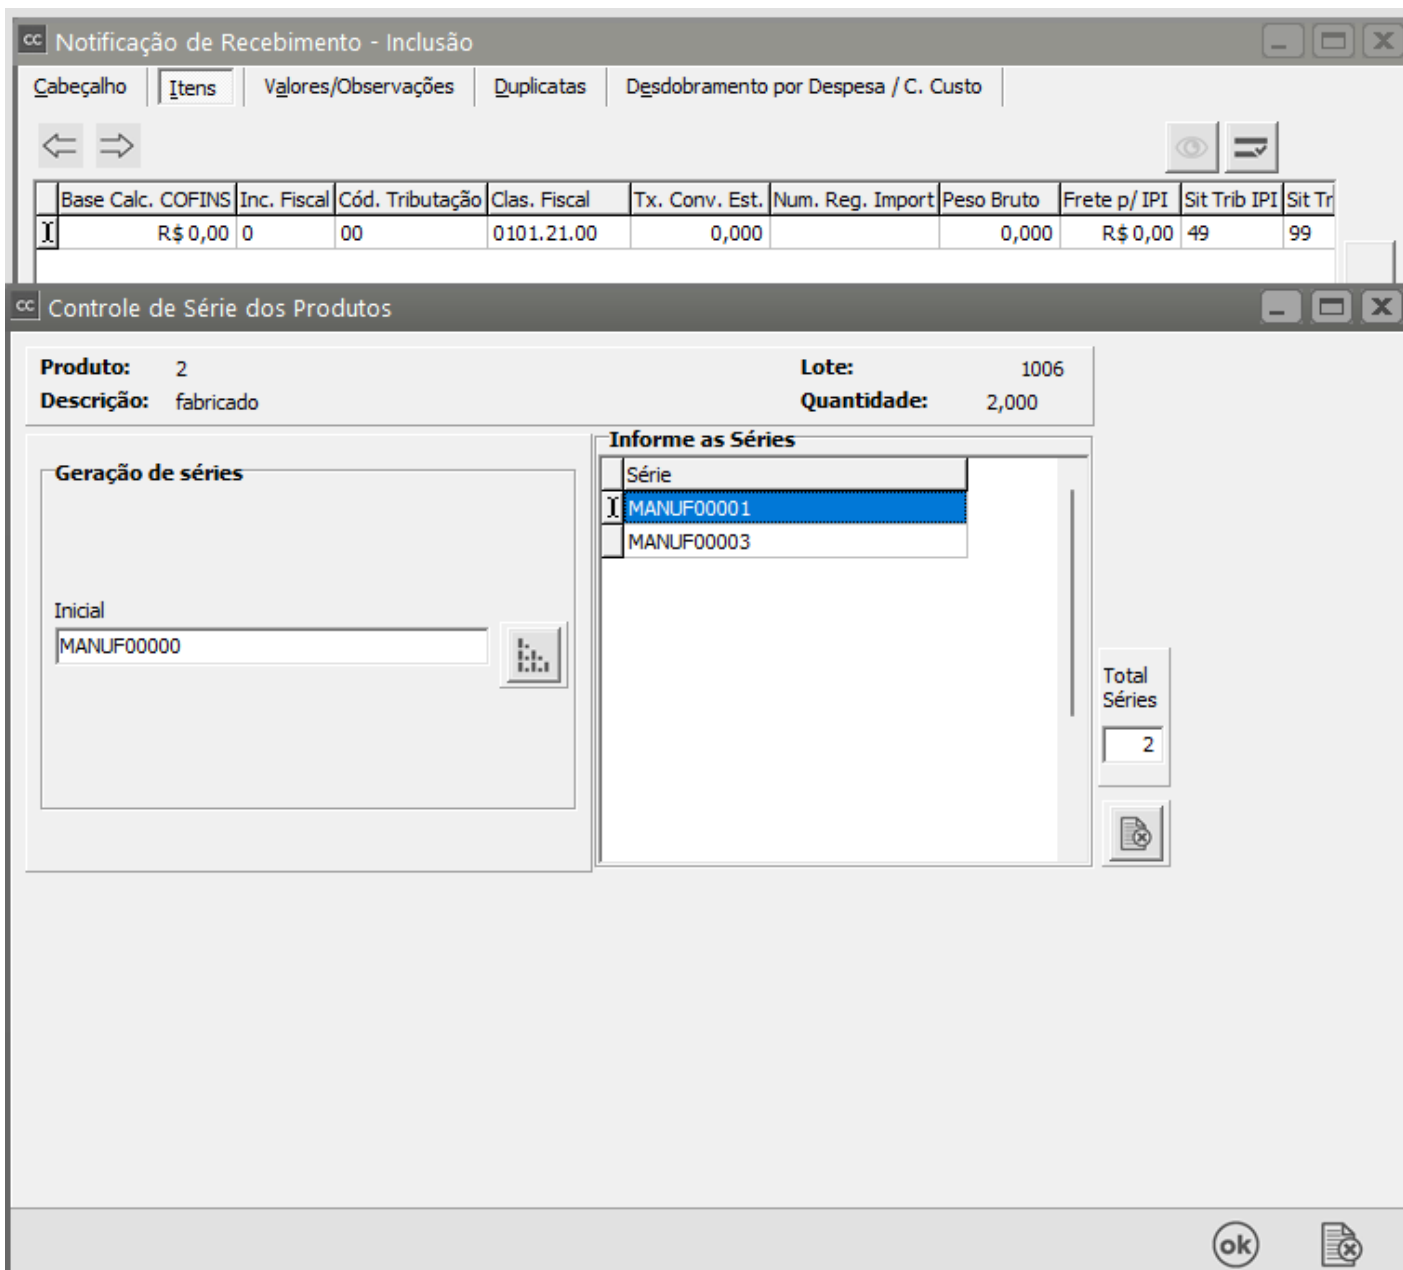 cc Notificação de Recebimento - Inclusão
Cabeçalho Itens Valores/Observações Duplicatas Desdobramento por Despesa / C. Custo
Base Calc. COFINS Inc. Fiscal Cód. Tributação Clas. Fiscal Tx. Conv. Est. Num. Reg. Import Peso Bruto Frete p/ IPI Sit Trib IPI Sit Tr
R$ 0,00 0 00 0101.21.00 0,000 0,000 R$ 0,00 49 99
cc Controle de Série dos Produtos
Produto: 2 Lote: 1006
Descrição: fabricado Quantidade: 2,000
Informe as Séries
Geração de séries
Série
MANUF00001
MANUF00003
Inicial
MANUF00000
Total
Séries
2
ok